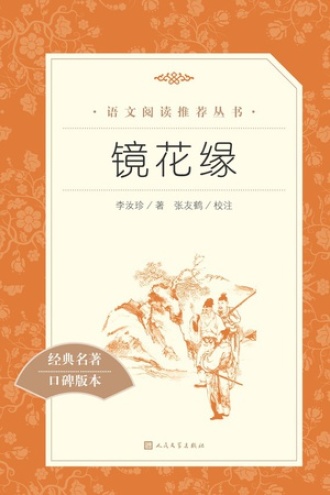 ·语文阅读推荐丛书·
镜花缘
李汝珍/著 张友鹤/校注
经典名著
口碑版本
人民文学出版社